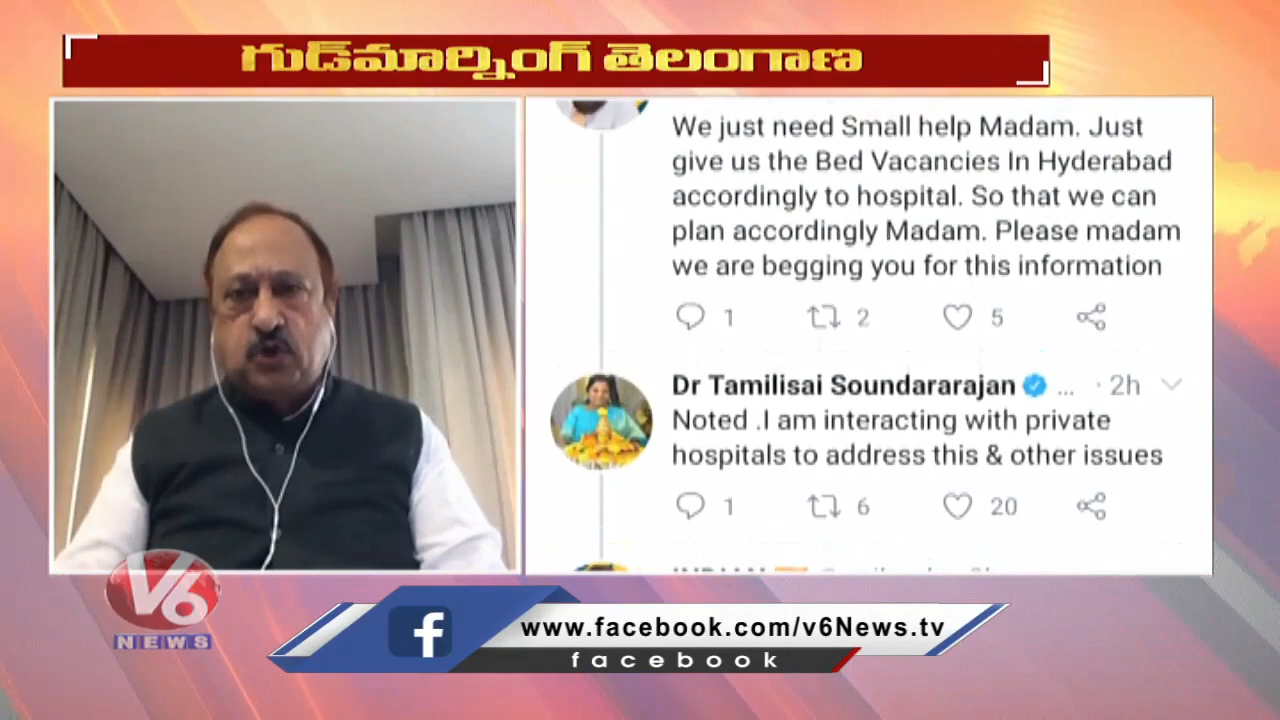 గుడ్‌మార్నింగ్ తెలంగాణ
We just need Small help Madam. Just
give us the Bed Vacancies In Hyderabad
accordingly to hospital. So that we can
plan accordingly Madam. Please madam
we are begging you for this information
1 2 5
Dr Tamilisai Soundararajan ... · 2h
Noted .I am interacting with private
hospitals to address this & other issues
1 6 20
V6
NEWS
f www.facebook.com/v6News.tv
facebook